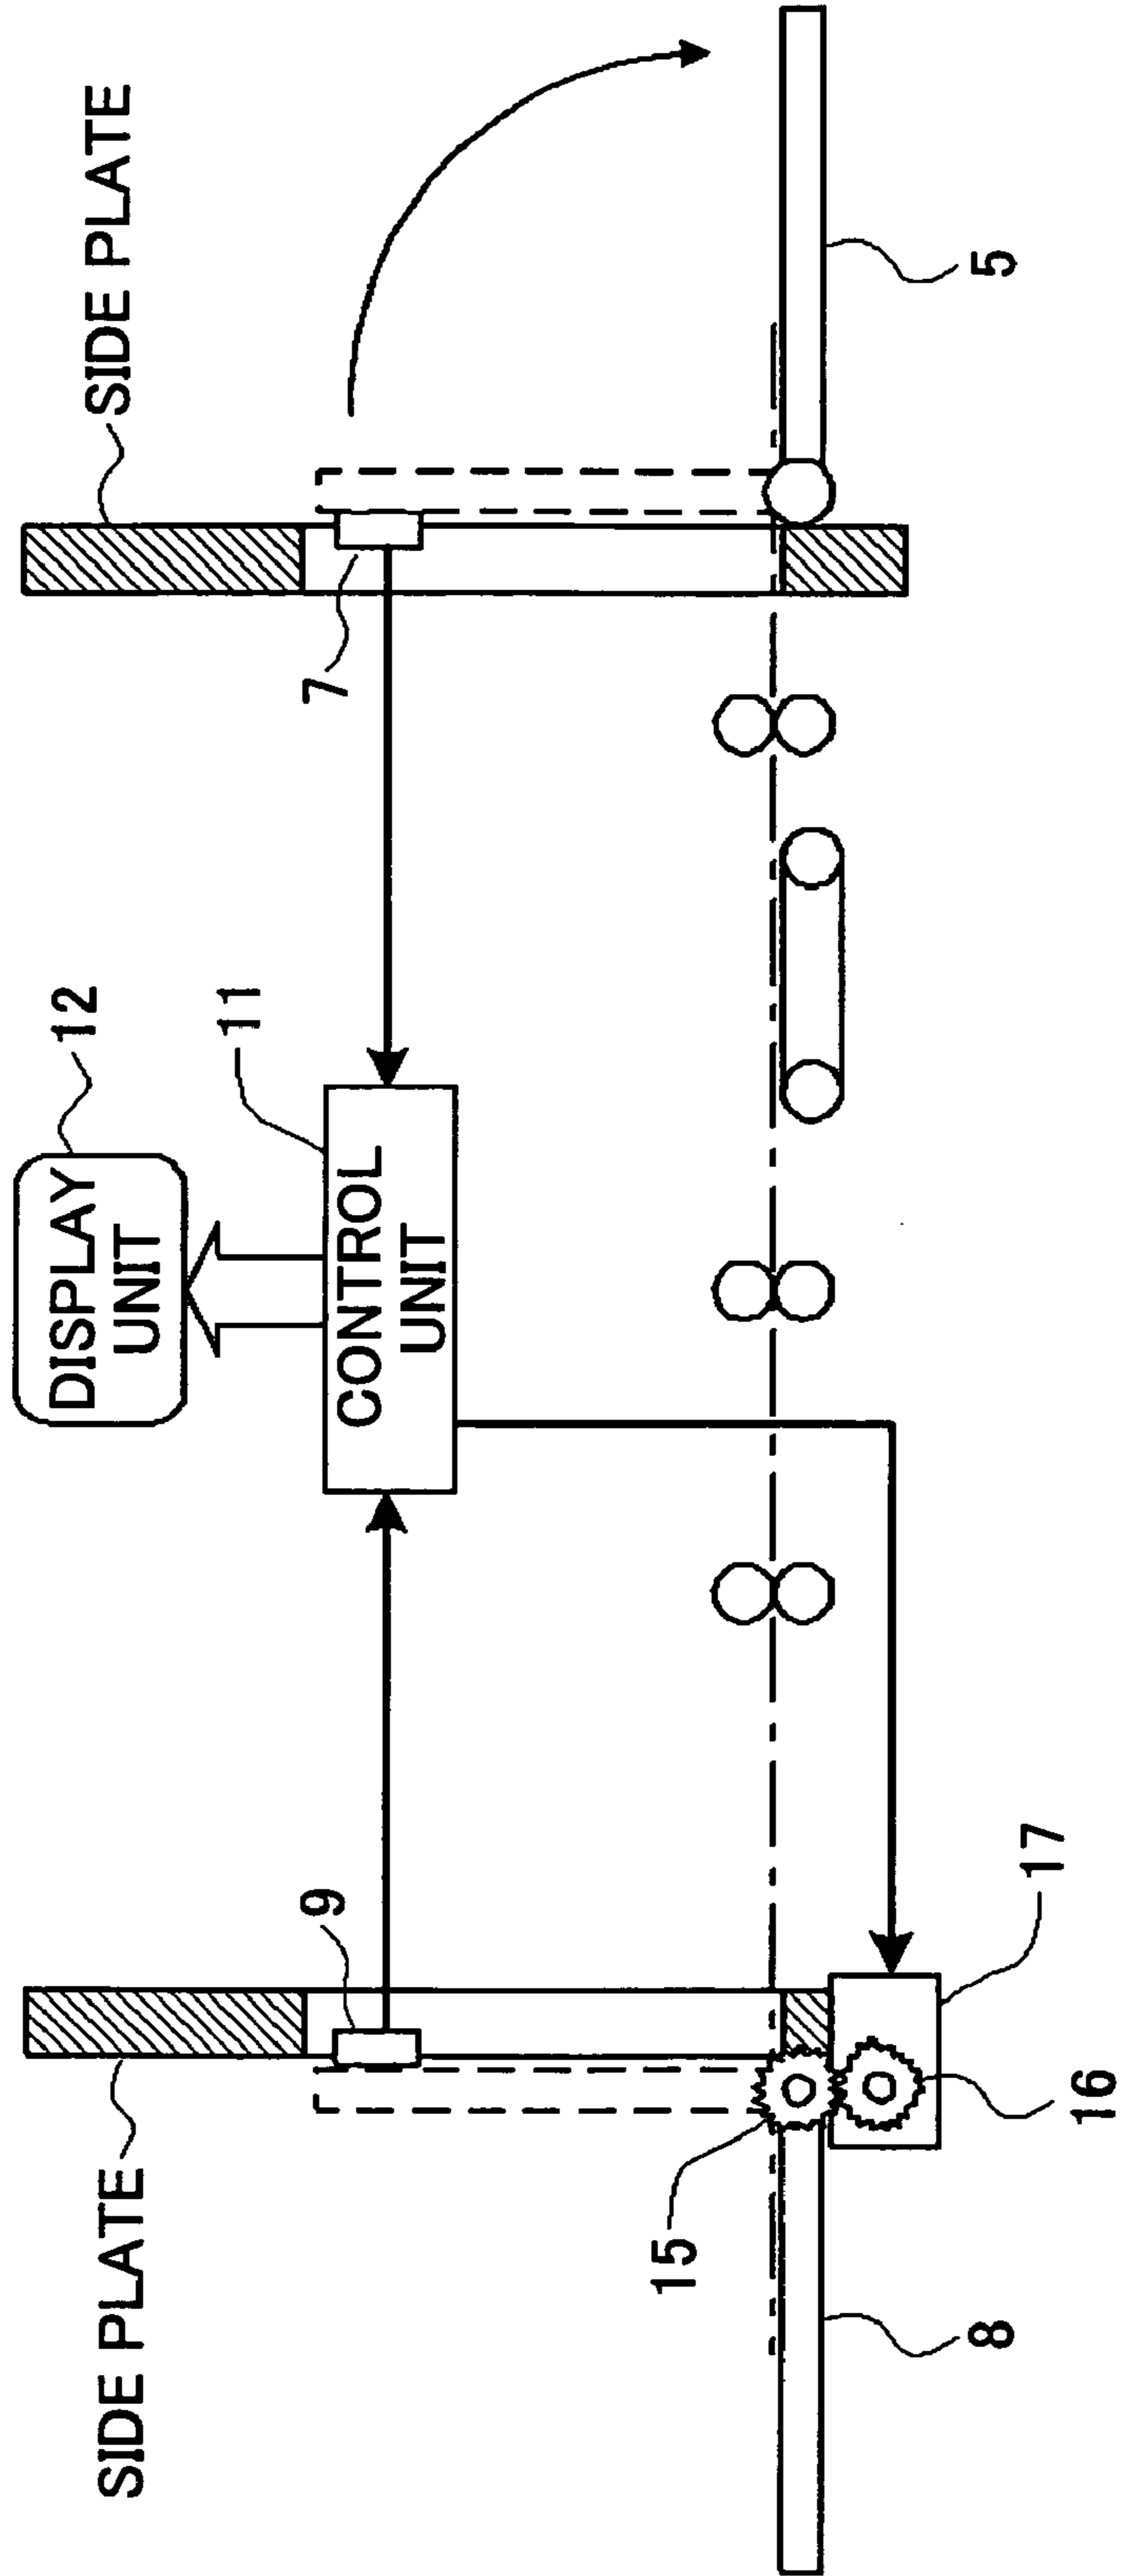 SIDE PLATE
DISPLAY
UNIT
12
SIDE PLATE
11
CONTROL
UNIT
9
7
15
8
16
17
5